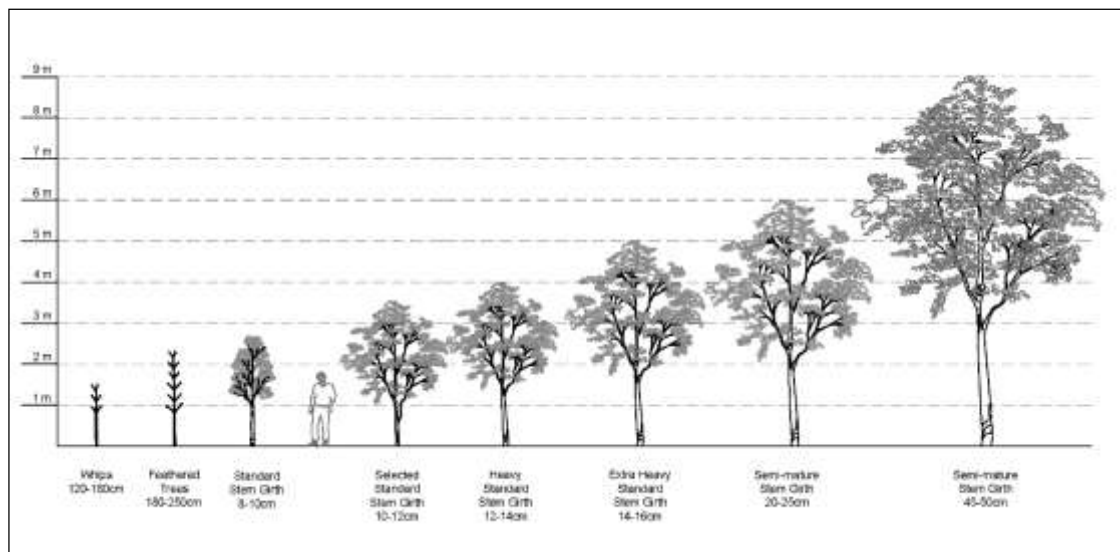 9 m
8 m
7 m
6 m
5 m
4 m
3 m
2 m
1 m
Whips
120-180cm
Feathered
Trees
180-250cm
Standard
Stem Girth
8-10cm
Selected
Standard
Stem Girth
10-12cm
Heavy
Standard
Stem Girth
12-14cm
Extra Heavy
Standard
Stem Girth
14-16cm
Semi-mature
Stem Girth
20-25cm
Semi-mature
Stem Girth
45-50cm